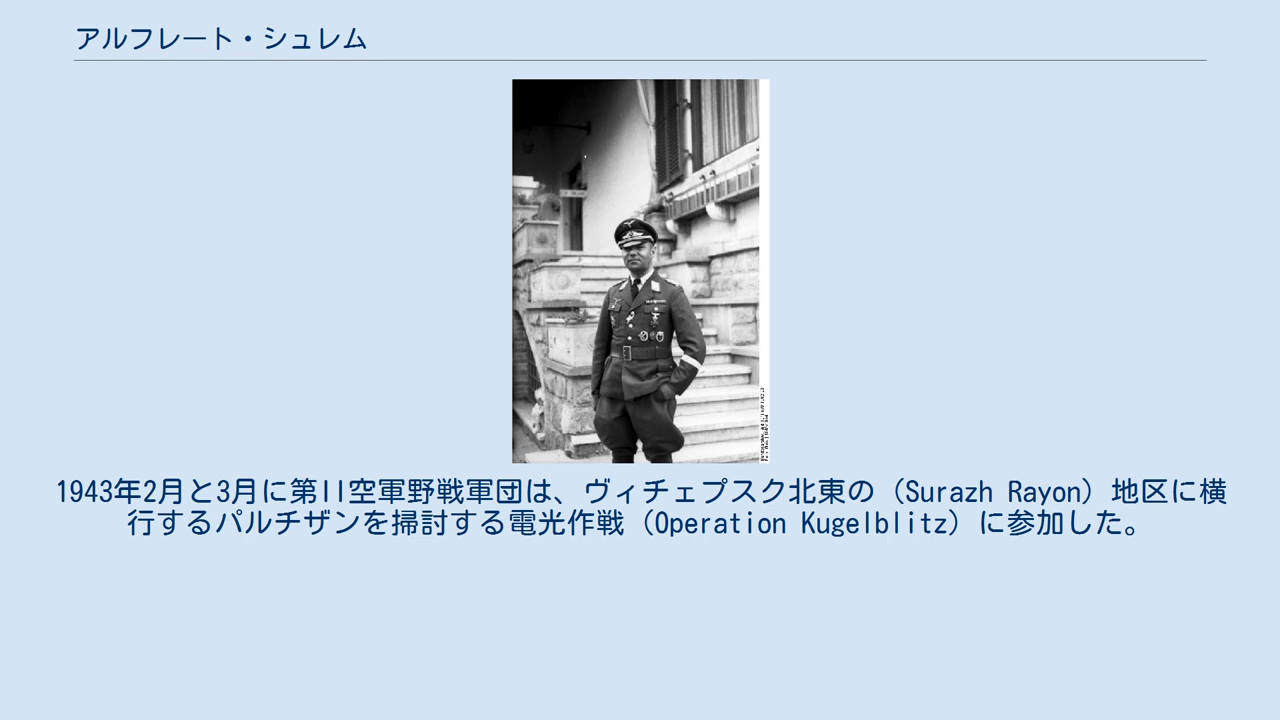 アルフレート・シュレム
1943年2月と3月に第II空軍野戦軍団は、ヴィチェプスク北東の（Surazh Rayon）地区に横
行するパルチザンを掃討する電光作戦（Operation Kugelblitz）に参加した。